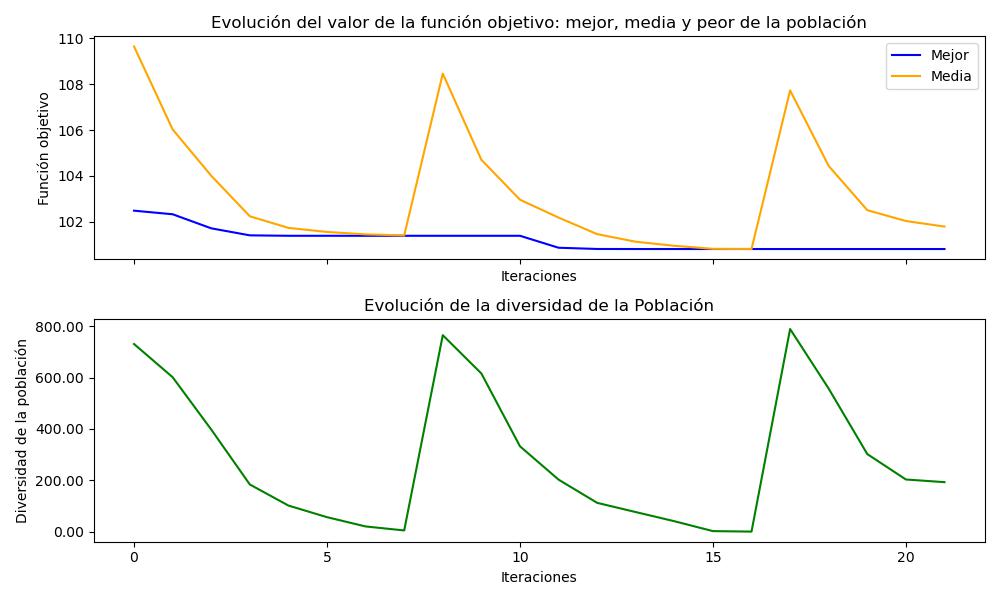 Evolución del valor de la función objetivo: mejor, media y peor de la población
110
108
106
104
102
Función objetivo
Mejor
Media
Iteraciones
Evolución de la diversidad de la Población
800.00
600.00
400.00
200.00
0.00
Diversidad de la población
0
5
10
15
20
Iteraciones